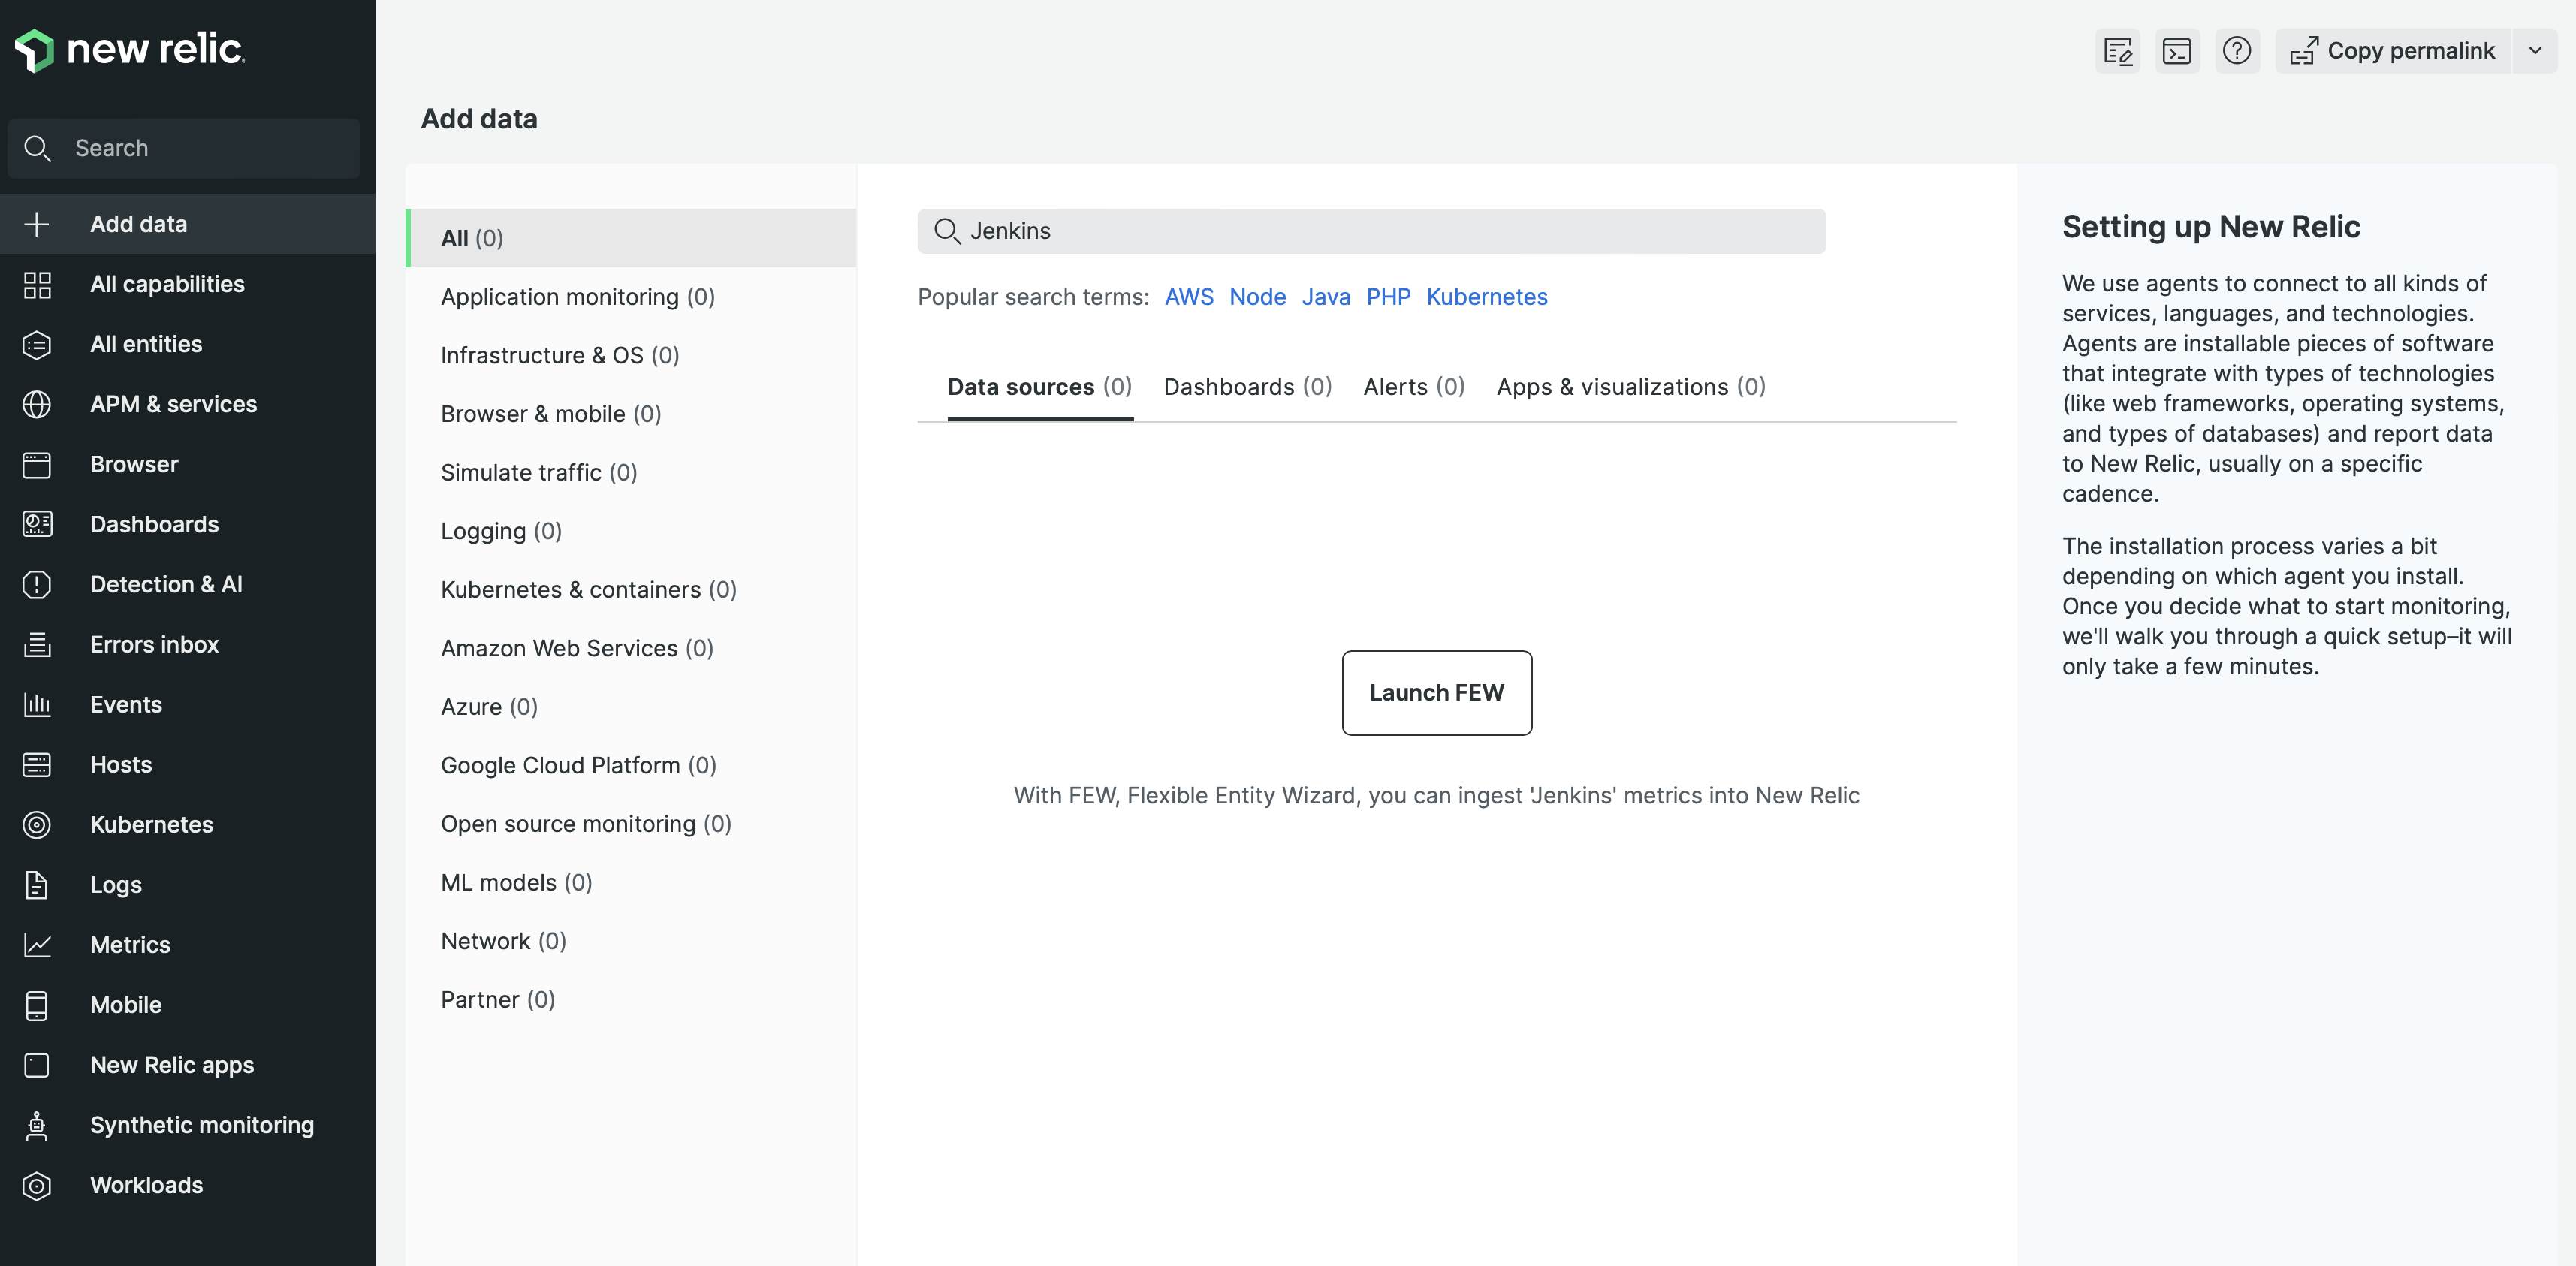 new relic.
Search
Add data
All capabilities
All entities
APM & services
Browser
Dashboards
Detection & AI
Errors inbox
Events
Hosts
Kubernetes
Logs
Metrics
Mobile
New Relic apps
Synthetic monitoring
Workloads
Copy permalink
Add data
All (0)
Application monitoring (0)
Infrastructure & OS (0)
Browser & mobile (0)
Simulate traffic (0)
Logging (0)
Kubernetes & containers (0)
Amazon Web Services (0)
Azure (0)
Google Cloud Platform (0)
Open source monitoring (0)
ML models (0)
Network (0)
Partner (0)
Jenkins
Popular search terms: AWS Node Java PHP Kubernetes
Data sources (0) Dashboards (0) Alerts (0) Apps & visualizations (0)
Launch FEW
With FEW, Flexible Entity Wizard, you can ingest 'Jenkins' metrics into New Relic
Setting up New Relic
We use agents to connect to all kinds of
services, languages, and technologies.
Agents are installable pieces of software
that integrate with types of technologies
(like web frameworks, operating systems,
and types of databases) and report data
to New Relic, usually on a specific
cadence.
The installation process varies a bit
depending on which agent you install.
Once you decide what to start monitoring,
we'll walk you through a quick setup–it will
only take a few minutes.